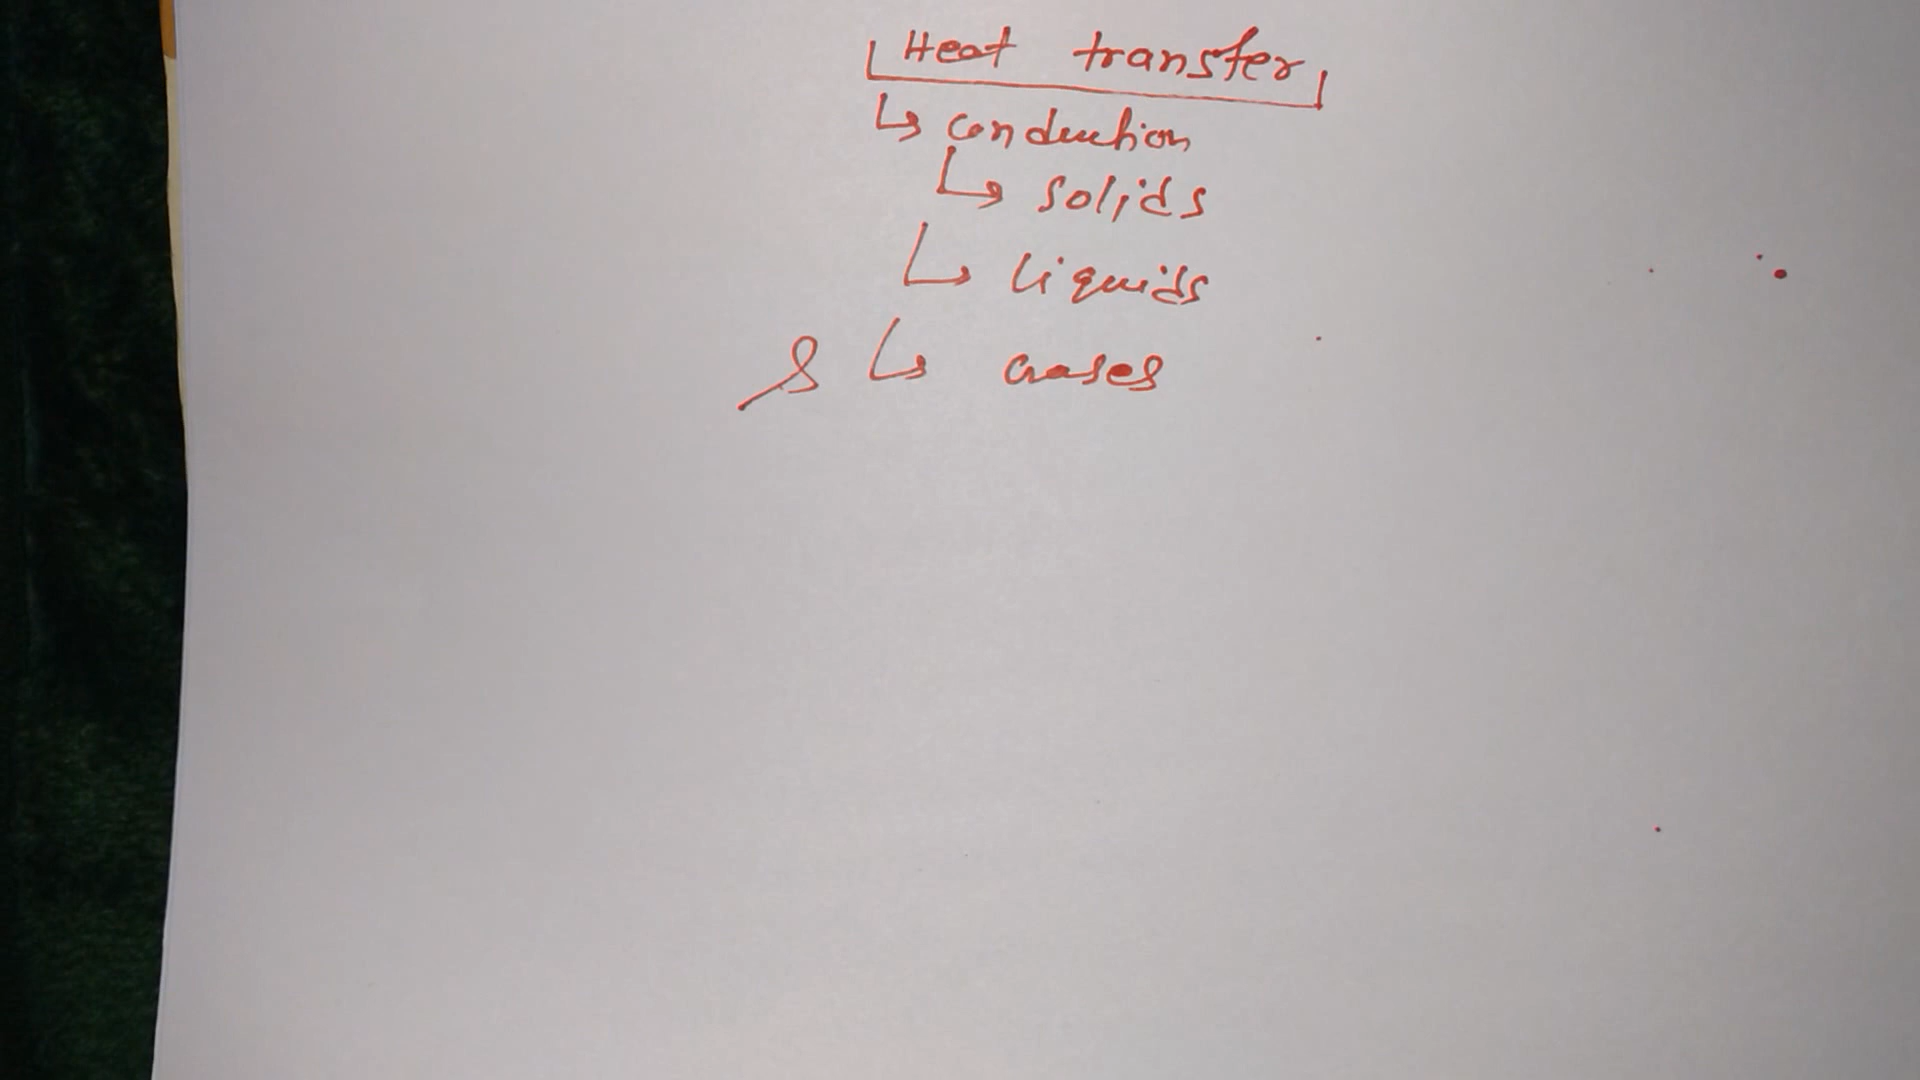 Heat transfer
↳ conduction
↳ solids
↳ liquids
↳ Gases